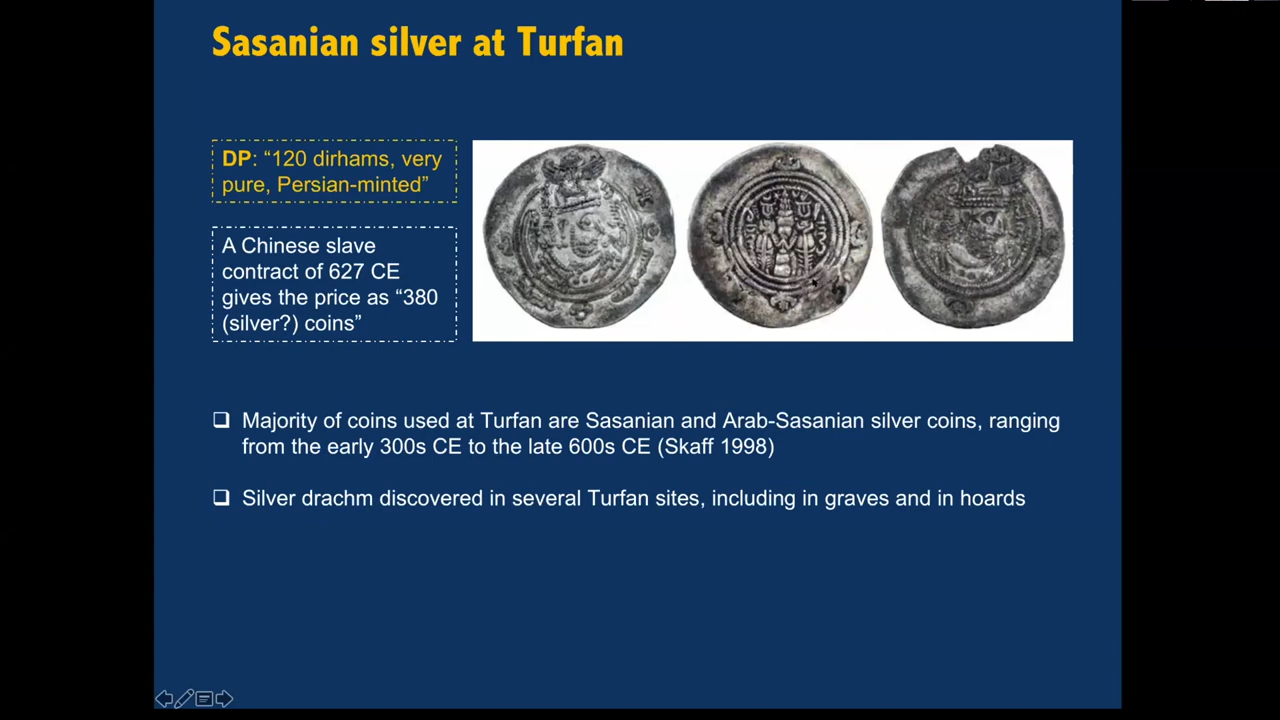 Sasanian silver at Turfan
DP: “120 dirhams, very
pure, Persian-minted”
A Chinese slave
contract of 627 CE
gives the price as “380
(silver?) coins”
Majority of coins used at Turfan are Sasanian and Arab-Sasanian silver coins, ranging
from the early 300s CE to the late 600s CE (Skaff 1998)
Silver drachm discovered in several Turfan sites, including in graves and in hoards